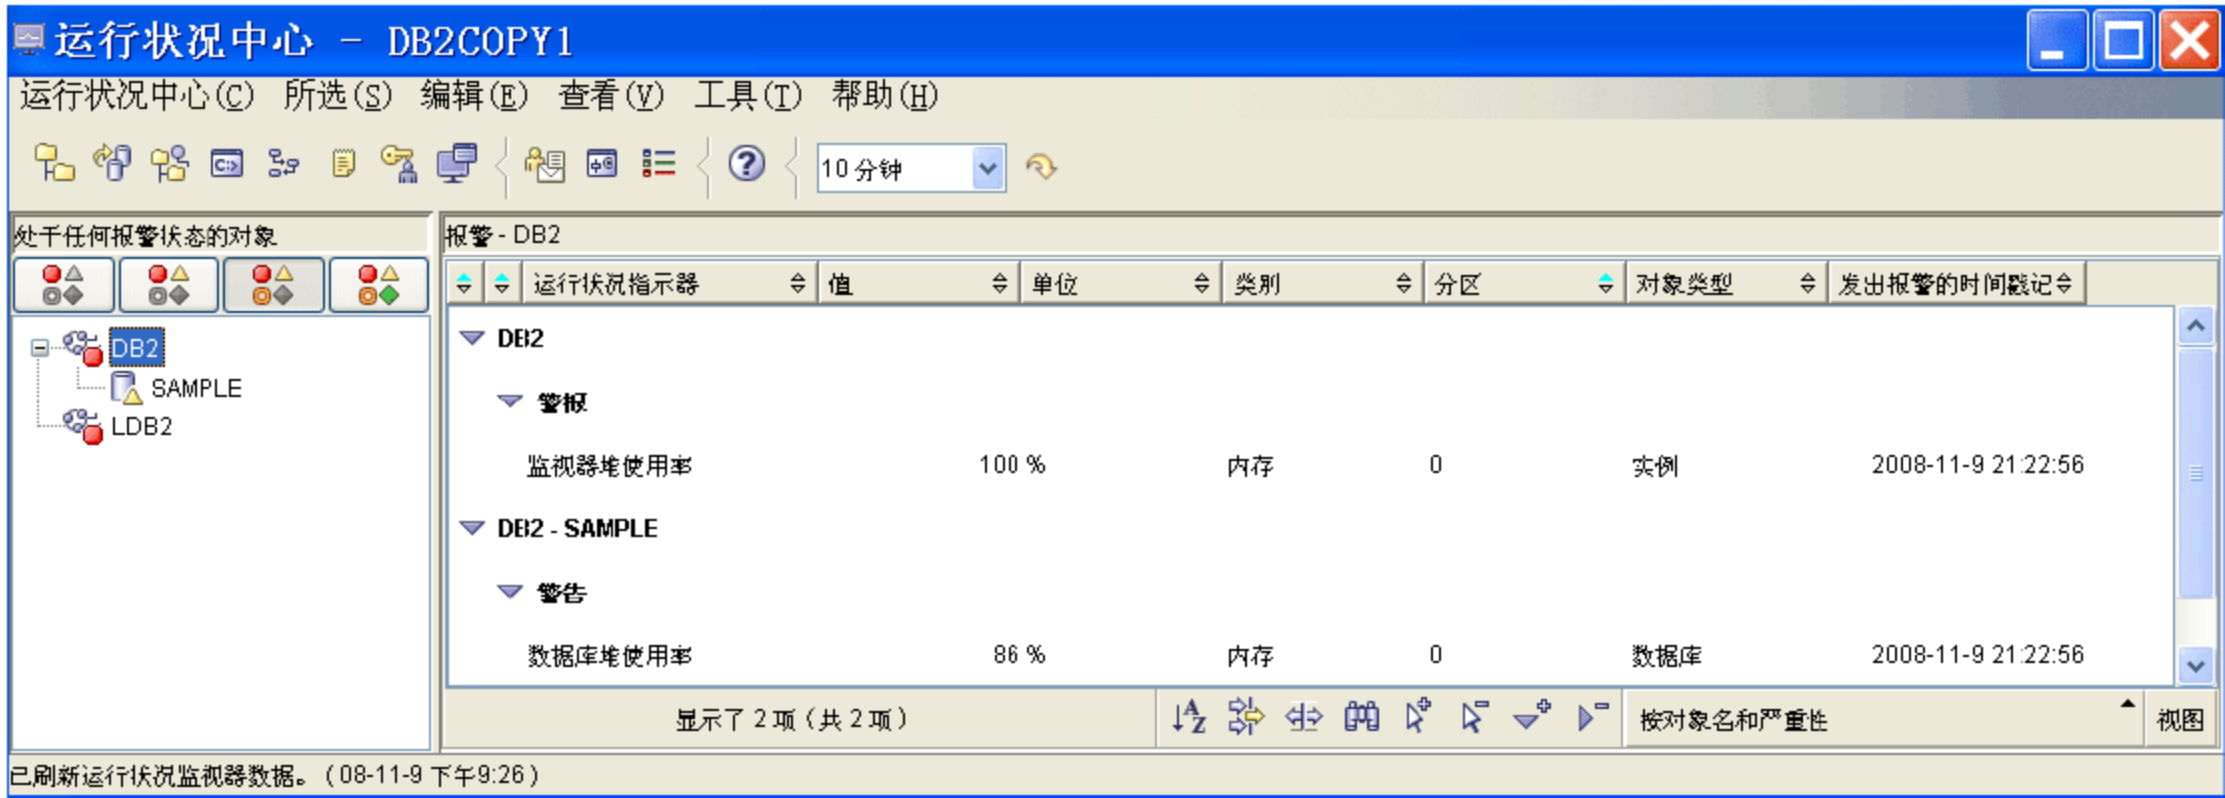 运行状况中心 - DB2COPY1
运行状况中心(C) 所选(S) 编辑(E) 查看(V) 工具(T) 帮助(H)
10 分钟
处于任何报警状态的对象
报警 - DB2
运行状况指示器 值 单位 类别 分区 对象类型 发出报警的时间戳记
DB2
SAMPLE
LDB2
DB2
警报
监视器堆使用率 100 % 内存 0 实例 2008-11-9 21:22:56
DB2 - SAMPLE
警告
数据库堆使用率 86 % 内存 0 数据库 2008-11-9 21:22:56
显示了 2 项（共 2 项） 按对象名和严重性 视图
已刷新运行状况监视器数据。（08-11-9 下午9:26）